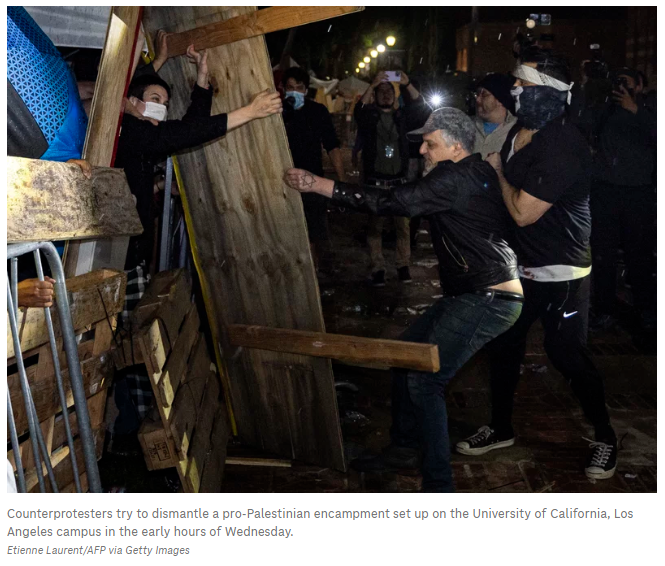 Counterprotesters try to dismantle a pro-Palestinian encampment set up on the University of California, Los
Angeles campus in the early hours of Wednesday.
Etienne Laurent/AFP via Getty Images